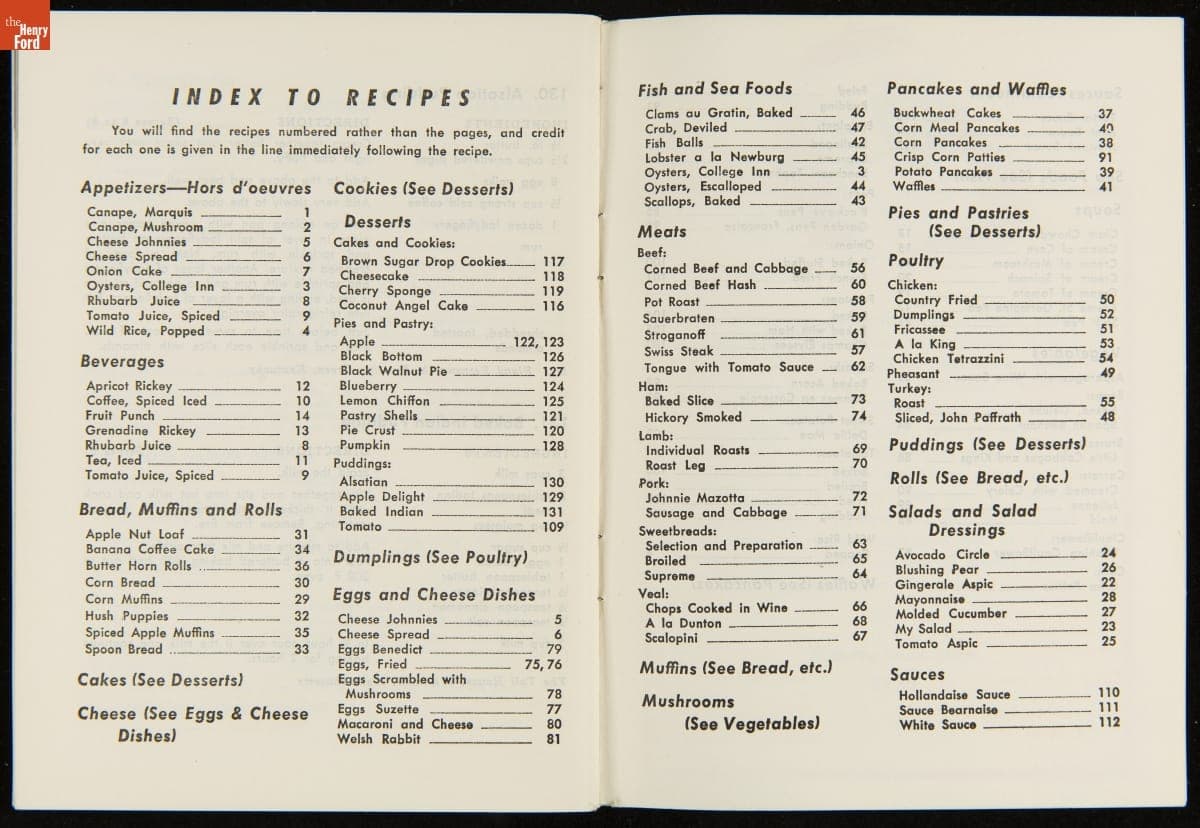 the
Henry
Ford
INDEX TO RECIPES
You will find the recipes numbered rather than the pages, and credit
for each one is given in the line immediately following the recipe.
Appetizers—Hors d'oeuvres
Canape, Marquis 1
Canape, Mushroom 2
Cheese Johnnies 5
Cheese Spread 6
Onion Cake 7
Oysters, College Inn 3
Rhubarb Juice 8
Tomato Juice, Spiced 9
Wild Rice, Popped 4
Beverages
Apricot Rickey 12
Coffee, Spiced Iced 10
Fruit Punch 14
Grenadine Rickey 13
Rhubarb Juice 8
Tea, Iced 11
Tomato Juice, Spiced 9
Bread, Muffins and Rolls
Apple Nut Loaf 31
Banana Coffee Cake 34
Butter Horn Rolls 36
Corn Bread 30
Corn Muffins 29
Hush Puppies 32
Spiced Apple Muffins 35
Spoon Bread 33
Cakes (See Desserts)
Cheese (See Eggs & Cheese
Dishes)
Cookies (See Desserts)
Desserts
Cakes and Cookies:
Brown Sugar Drop Cookies 117
Cheesecake 118
Cherry Sponge 119
Coconut Angel Cake 116
Pies and Pastry:
Apple 122, 123
Black Bottom 126
Black Walnut Pie 127
Blueberry 124
Lemon Chiffon 125
Pastry Shells 121
Pie Crust 120
Pumpkin 128
Puddings:
Alsatian 130
Apple Delight 129
Baked Indian 131
Tomato 109
Dumplings (See Poultry)
Eggs and Cheese Dishes
Cheese Johnnies 5
Cheese Spread 6
Eggs Benedict 79
Eggs, Fried 75, 76
Eggs Scrambled with
Mushrooms 78
Eggs Suzette 77
Macaroni and Cheese 80
Welsh Rabbit 81
Fish and Sea Foods
Clams au Gratin, Baked 46
Crab, Deviled 47
Fish Balls 42
Lobster a la Newburg 45
Oysters, College Inn 3
Oysters, Escalloped 44
Scallops, Baked 43
Meats
Beef:
Corned Beef and Cabbage 56
Corned Beef Hash 60
Pot Roast 58
Sauerbraten 59
Stroganoff 61
Swiss Steak 57
Tongue with Tomato Sauce 62
Ham:
Baked Slice 73
Hickory Smoked 74
Lamb:
Individual Roasts 69
Roast Leg 70
Pork:
Johnnie Mazotta 72
Sausage and Cabbage 71
Sweetbreads:
Selection and Preparation 63
Broiled 65
Supreme 64
Veal:
Chops Cooked in Wine 66
A la Dunton 68
Scalopini 67
Muffins (See Bread, etc.)
Mushrooms
(See Vegetables)
Pancakes and Waffles
Buckwheat Cakes 37
Corn Meal Pancakes 40
Corn Pancakes 38
Crisp Corn Patties 91
Potato Pancakes 39
Waffles 41
Pies and Pastries
(See Desserts)
Poultry
Chicken:
Country Fried 50
Dumplings 52
Fricassee 51
A la King 53
Chicken Tetrazzini 54
Pheasant 49
Turkey:
Roast 55
Sliced, John Paffrath 48
Puddings (See Desserts)
Rolls (See Bread, etc.)
Salads and Salad
Dressings
Avocado Circle 24
Blushing Pear 26
Gingerale Aspic 22
Mayonnaise 28
Molded Cucumber 27
My Salad 23
Tomato Aspic 25
Sauces
Hollandaise Sauce 110
Sauce Bearnaise 111
White Sauce 112